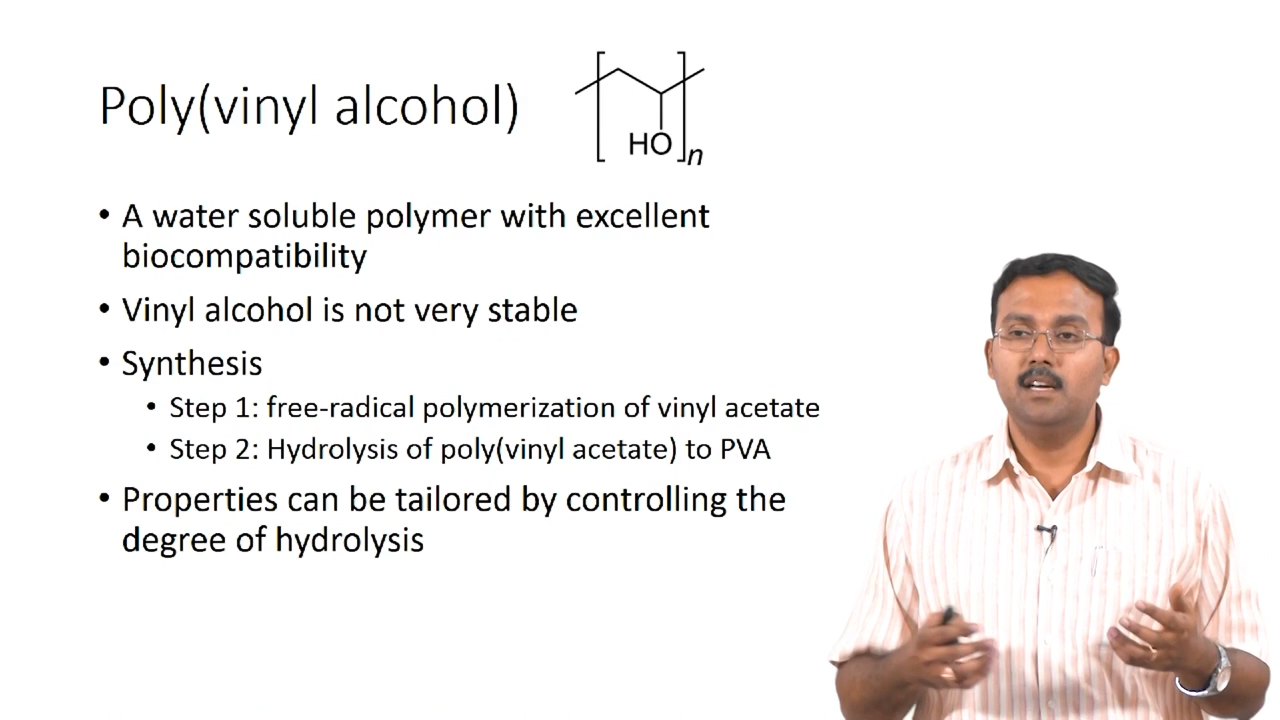 Poly(vinyl alcohol)
HO
n
• A water soluble polymer with excellent
biocompatibility
• Vinyl alcohol is not very stable
• Synthesis
• Step 1: free-radical polymerization of vinyl acetate
• Step 2: Hydrolysis of poly(vinyl acetate) to PVA
• Properties can be tailored by controlling the
degree of hydrolysis